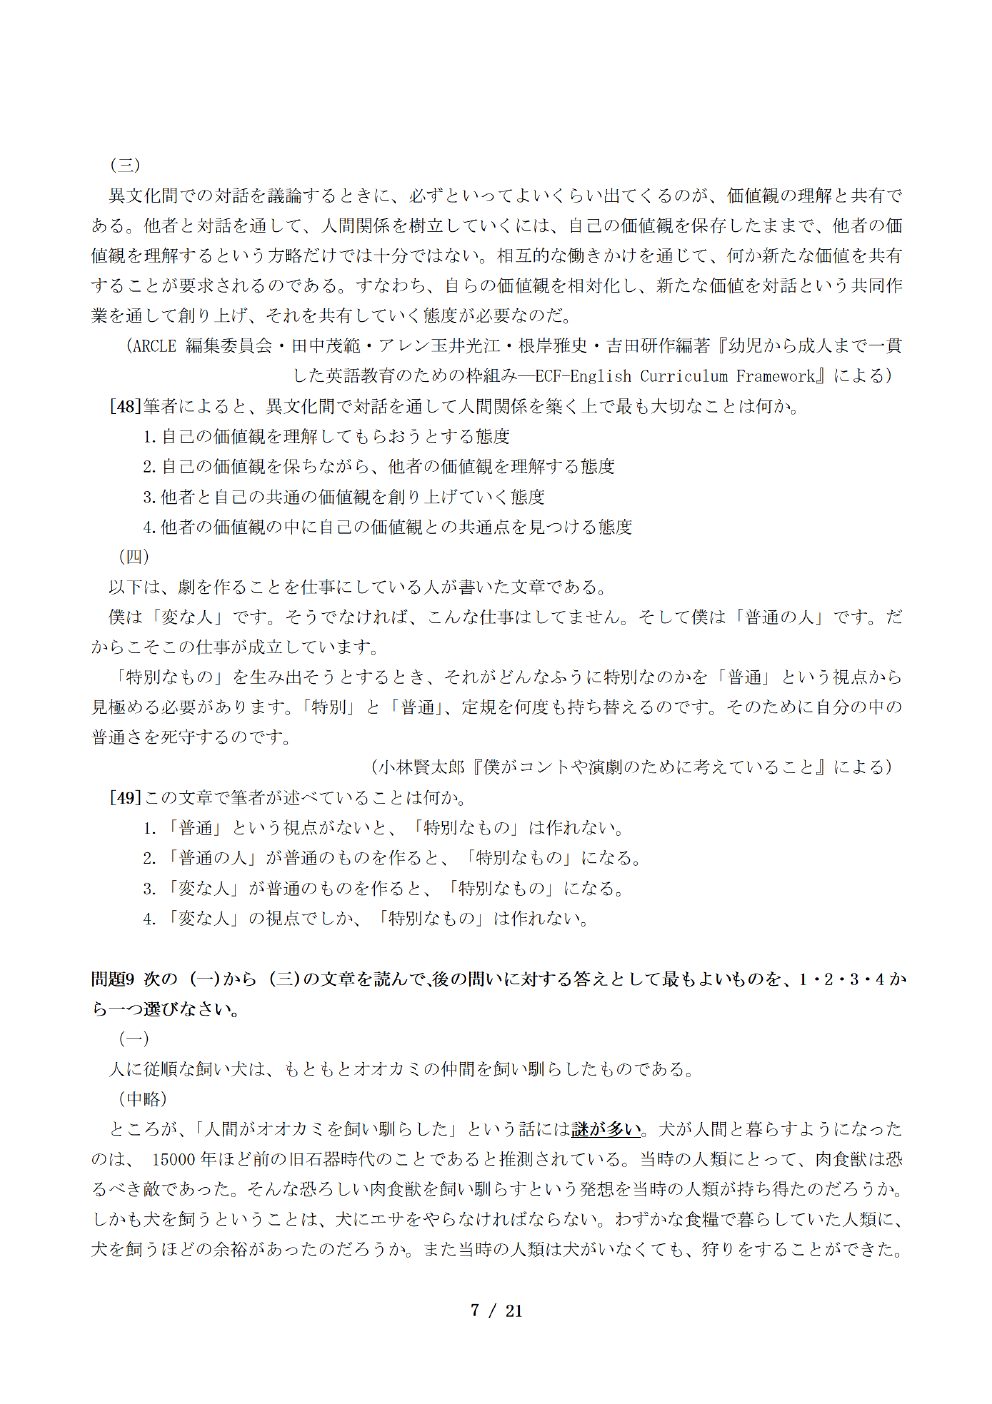 （三）
異文化間での対話を議論するときに、必ずといってよいくらい出てくるのが、価値観の理解と共有で
ある。他者と対話を通して、人間関係を樹立していくには、自己の価値観を保存したままで、他者の価
値観を理解するという方略だけでは十分ではない。相互的な働きかけを通じて、何か新たな価値を共有
することが要求されるのである。すなわち、自らの価値観を相対化し、新たな価値を対話という共同作
業を通して創り上げ、それを共有していく態度が必要なのだ。
（ARCLE 編集委員会・田中茂範・アレン玉井光江・根岸雅史・吉田研作編著『幼児から成人まで一貫
した英語教育のための枠組み―ECF-English Curriculum Framework』による）
[48]筆者によると、異文化間で対話を通して人間関係を築く上で最も大切なことは何か。
1.自己の価値観を理解してもらおうとする態度
2.自己の価値観を保ちながら、他者の価値観を理解する態度
3.他者と自己の共通の価値観を創り上げていく態度
4.他者の価値観の中に自己の価値観との共通点を見つける態度
（四）
以下は、劇を作ることを仕事にしている人が書いた文章である。
僕は「変な人」です。そうでなければ、こんな仕事はしてません。そして僕は「普通の人」です。だ
からこそこの仕事が成立しています。
「特別なもの」を生み出そうとするとき、それがどんなふうに特別なのかを「普通」という視点から
見極める必要があります。「特別」と「普通」、定規を何度も持ち替えるのです。そのために自分の中の
普通さを死守するのです。
（小林賢太郎『僕がコントや演劇のために考えていること』による）
[49]この文章で筆者が述べていることは何か。
1.「普通」という視点がないと、「特別なもの」は作れない。
2.「普通の人」が普通のものを作ると、「特別なもの」になる。
3.「変な人」が普通のものを作ると、「特別なもの」になる。
4.「変な人」の視点でしか、「特別なもの」は作れない。
問題9 次の（一）から（三）の文章を読んで、後の問いに対する答えとして最もよいものを、1・2・3・4か
ら一つ選びなさい。
（一）
人に従順な飼い犬は、もともとオオカミの仲間を飼い馴らしたものである。
（中略）
ところが、「人間がオオカミを飼い馴らした」という話には謎が多い。犬が人間と暮らすようになった
のは、 15000年ほど前の旧石器時代のことであると推測されている。当時の人類にとって、肉食獣は恐
るべき敵であった。そんな恐ろしい肉食獣を飼い馴らすという発想を当時の人類が持ち得たのだろうか。
しかも犬を飼うということは、犬にエサをやらなければならない。わずかな食糧で暮らしていた人類に、
犬を飼うほどの余裕があったのだろうか。また当時の人類は犬がいなくても、狩りをすることができた。
7 / 21